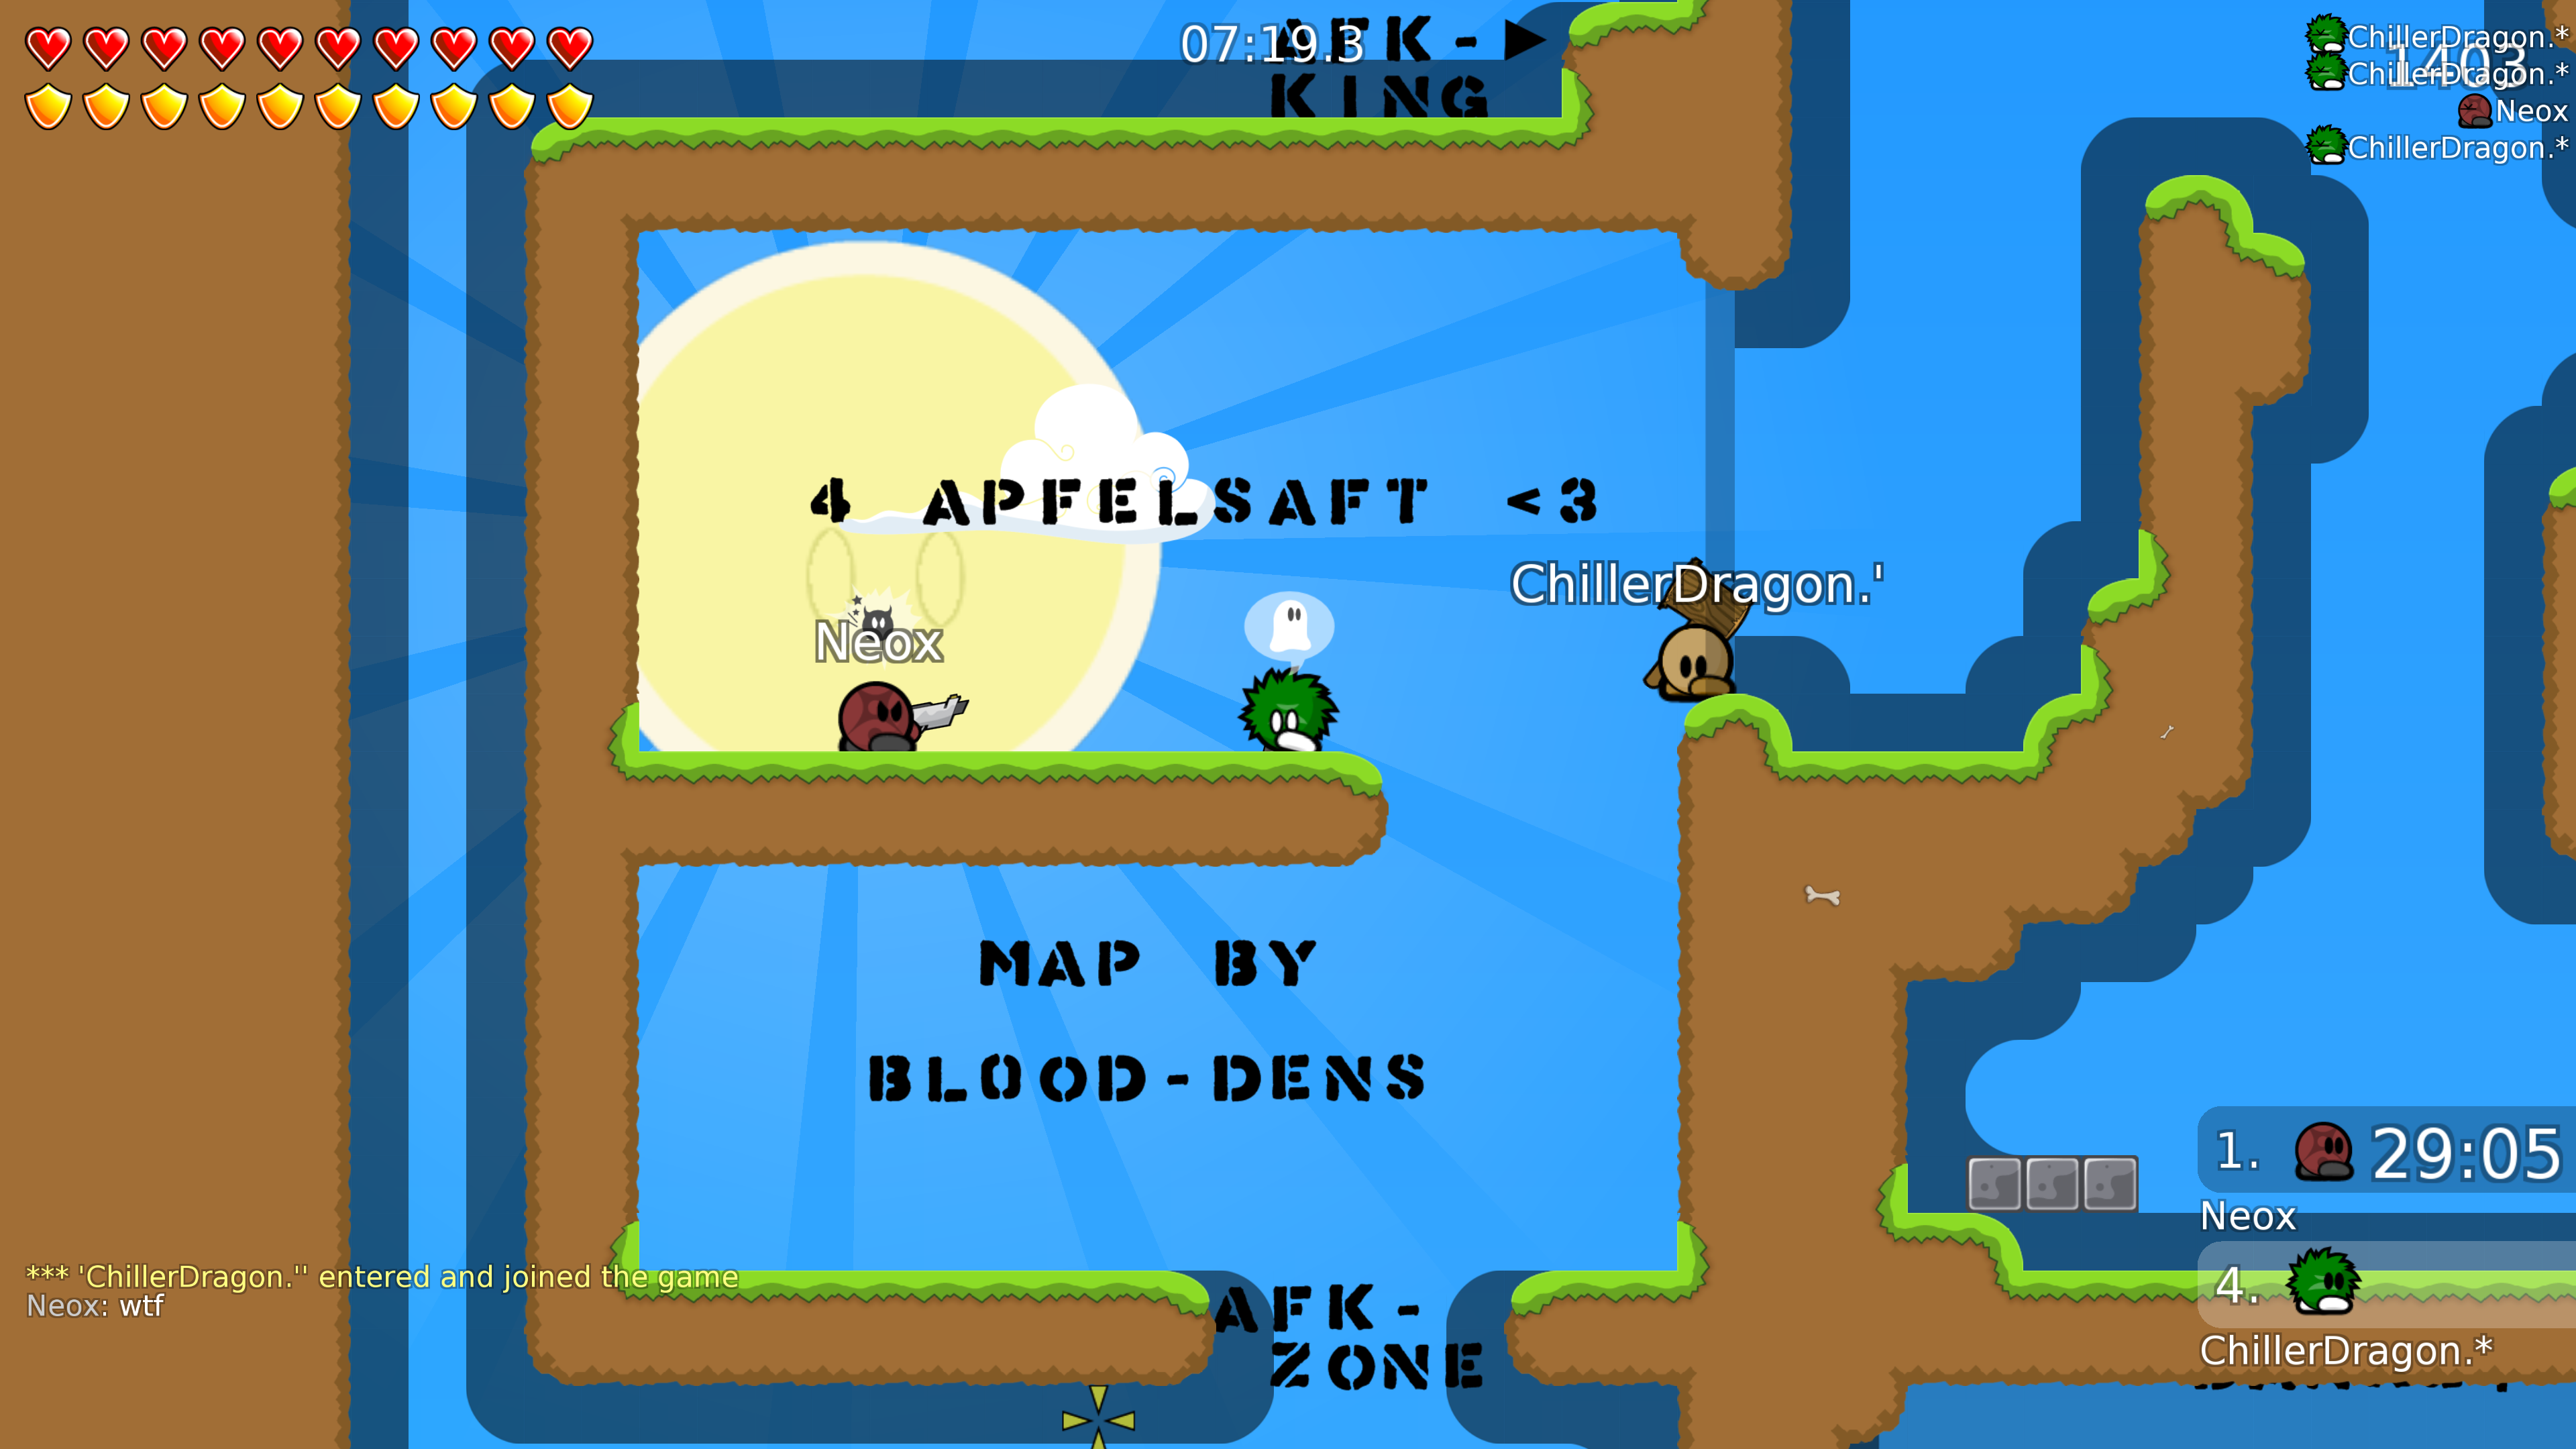 AFK-
KING
07:19.3
1403
ChillerDragon.*
ChillerDragon.*
Neox
ChillerDragon.*
4 APFELSAFT <3
ChillerDragon.'
Neox
MAP BY
BLOOD-DENS
1. 29:05
Neox
4.
ChillerDragon.*
*** 'ChillerDragon.'' entered and joined the game
Neox: wtf
AFK-
ZONE